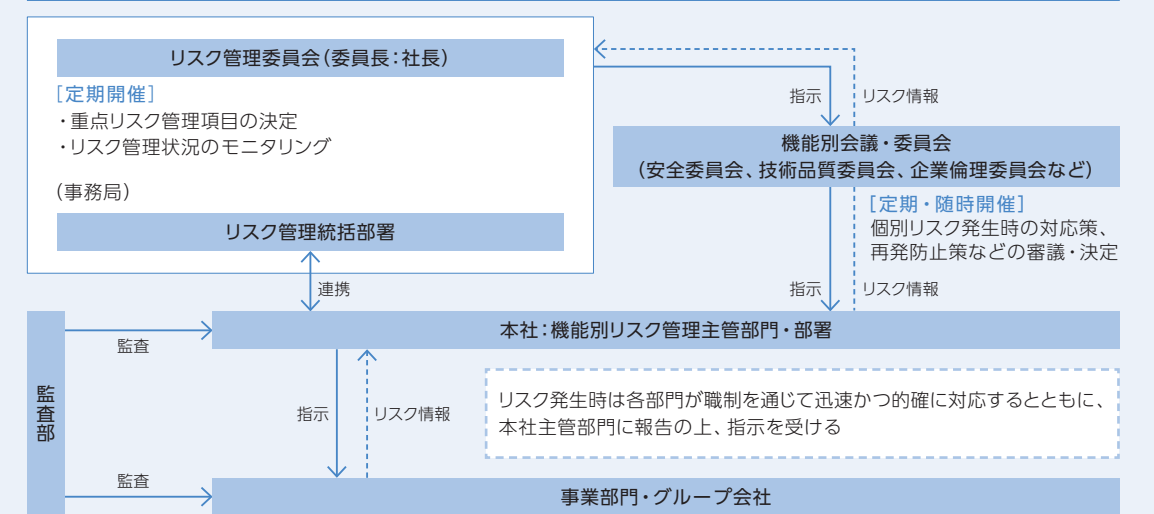 リスク管理委員会(委員長:社長)
[定期開催]
・重点リスク管理項目の決定
・リスク管理状況のモニタリング
(事務局)
リスク管理統括部署
指示
リスク情報
機能別会議・委員会
(安全委員会、技術品質委員会、企業倫理委員会など)
[定期・随時開催]
個別リスク発生時の対応策、
再発防止策などの審議・決定
連携
指示
リスク情報
本社:機能別リスク管理主管部門・部署
監査部
監査
指示
リスク情報
リスク発生時は各部門が職制を通じて迅速かつ的確に対応するとともに、
本社主管部門に報告の上、指示を受ける
監査
事業部門・グループ会社